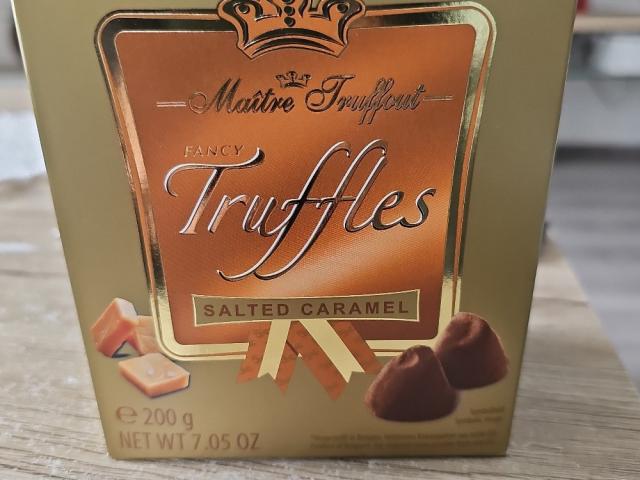 Maître Truffout
FANCY
Truffles
SALTED CARAMEL
℮ 200 g
NET WT 7.05 OZ